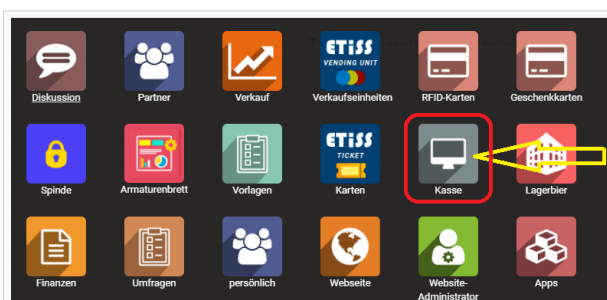 ETiSS
VENDING UNIT
Diskussion Partner Verkauf Verkaufseinheiten RFID-Karten Geschenkkarten
ETiSS
TICKET
Spinde Armaturenbrett Vorlagen Karten Kasse Lagerbier
Finanzen Umfragen persönlich Webseite Website-
Administrator Apps